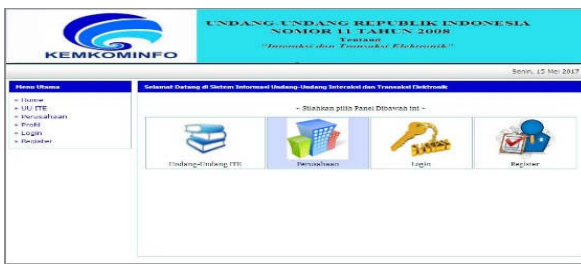 UNDANG-UNDANG REPUBLIK INDONESIA
NOMOR 11 TAHUN 2008
Tentang
"Interaksi dan Transaksi Elektronik"
KEMKOMINFO
Senin, 15 Mei 2017
Menu Utama
» Home
» UU ITE
» Perusahaan
» Profil
» Login
» Register
Selamat Datang di Sistem Informasi Undang-Undang Interaksi dan Transaksi Elektronik
~ Silahkan pilih Panel Dibawah ini ~
Undang-Undang ITE
Perusahaan
Login
Register